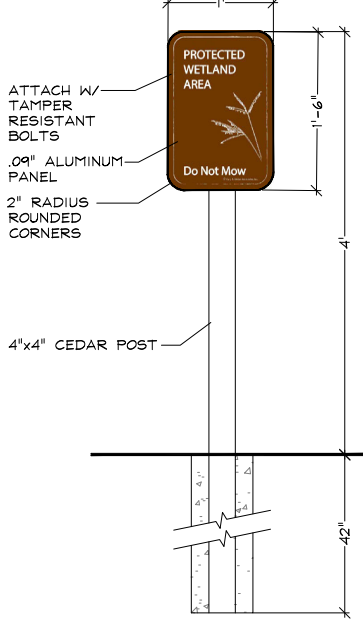 1'
PROTECTED
WETLAND
AREA
Do Not Mow
ATTACH W/
TAMPER
RESISTANT
BOLTS
.09" ALUMINUM
PANEL
2" RADIUS
ROUNDED
CORNERS
4"x4" CEDAR POST
1'-6"
4'
42"